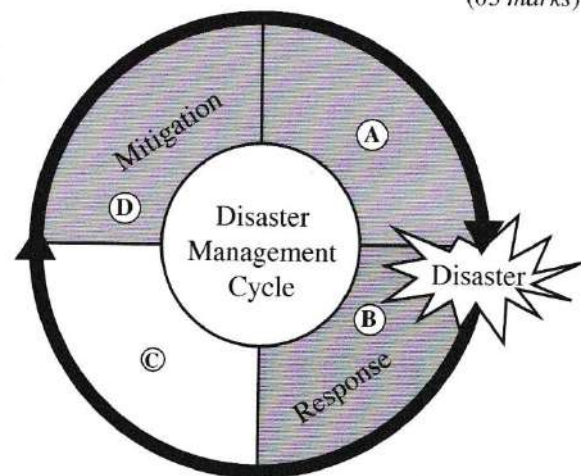 (05 marks)
Mitigation
A
D
Disaster
Management
Cycle
Disaster
B
C
Response